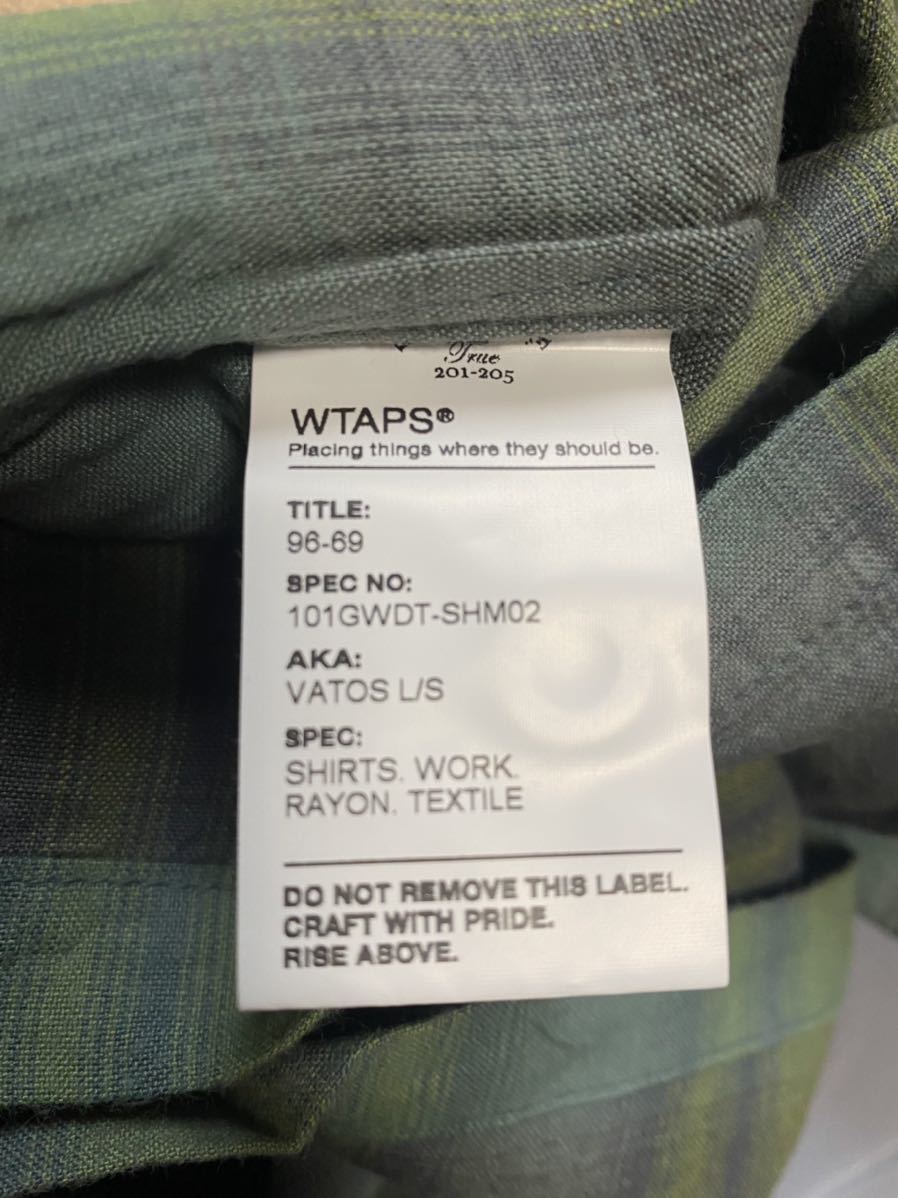 True
201-205
WTAPS®
Placing things where they should be.
TITLE:
96-69
SPEC NO:
101GWDT-SHM02
AKA:
VATOS L/S
SPEC:
SHIRTS. WORK.
RAYON. TEXTILE
DO NOT REMOVE THIS LABEL.
CRAFT WITH PRIDE.
RISE ABOVE.